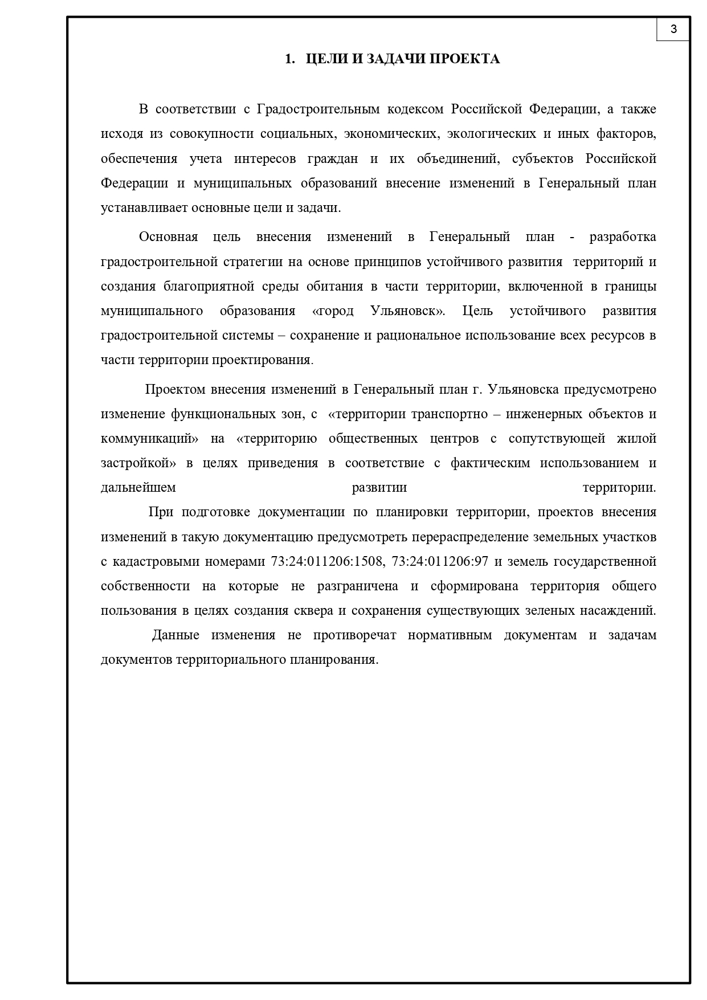 3
1. ЦЕЛИ И ЗАДАЧИ ПРОЕКТА
В соответствии с Градостроительным кодексом Российской Федерации, а также
исходя из совокупности социальных, экономических, экологических и иных факторов,
обеспечения учета интересов граждан и их объединений, субъектов Российской
Федерации и муниципальных образований внесение изменений в Генеральный план
устанавливает основные цели и задачи.
Основная цель внесения изменений в Генеральный план - разработка
градостроительной стратегии на основе принципов устойчивого развития территорий и
создания благоприятной среды обитания в части территории, включенной в границы
муниципального образования «город Ульяновск». Цель устойчивого развития
градостроительной системы – сохранение и рациональное использование всех ресурсов в
части территории проектирования.
Проектом внесения изменений в Генеральный план г. Ульяновска предусмотрено
изменение функциональных зон, с «территории транспортно – инженерных объектов и
коммуникаций» на «территорию общественных центров с сопутствующей жилой
застройкой» в целях приведения в соответствие с фактическим использованием и
дальнейшем развитии территории.
При подготовке документации по планировки территории, проектов внесения
изменений в такую документацию предусмотреть перераспределение земельных участков
с кадастровыми номерами 73:24:011206:1508, 73:24:011206:97 и земель государственной
собственности на которые не разграничена и сформирована территория общего
пользования в целях создания сквера и сохранения существующих зеленых насаждений.
Данные изменения не противоречат нормативным документам и задачам
документов территориального планирования.